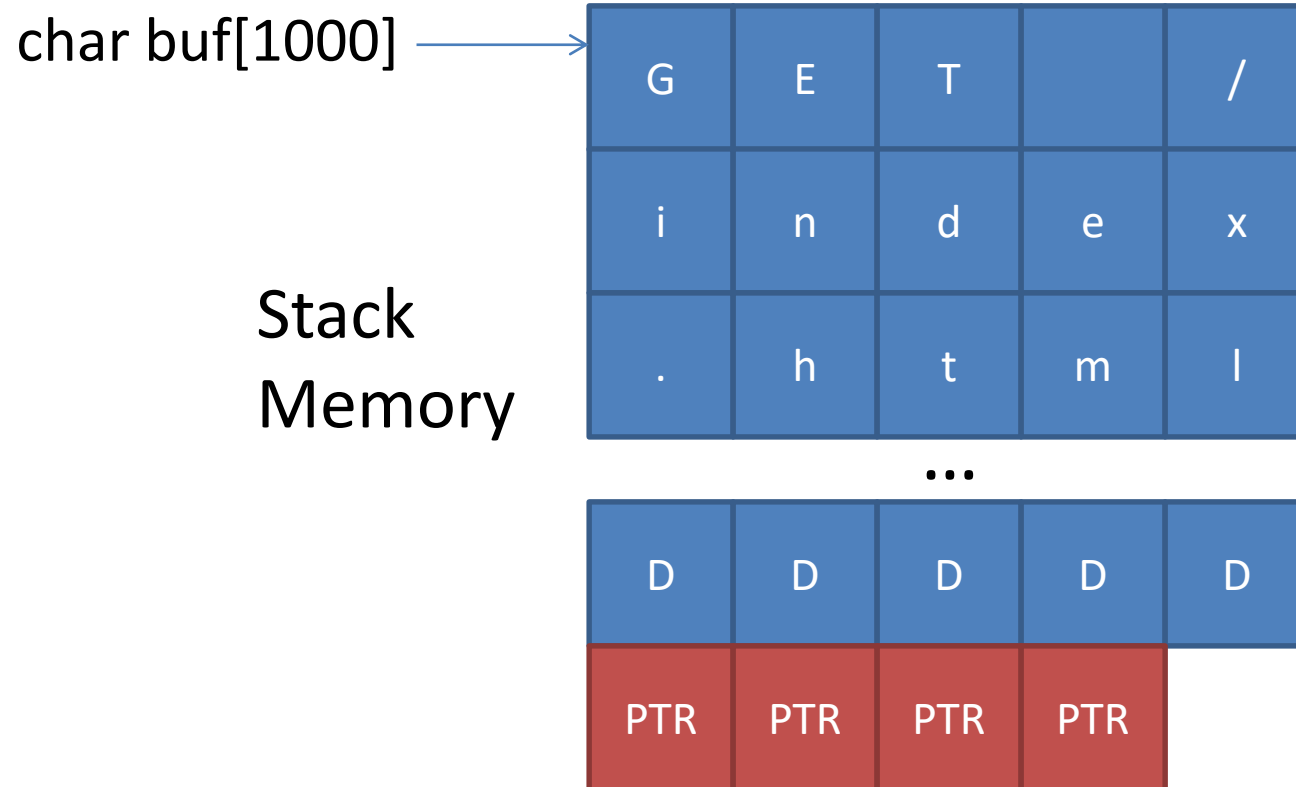 char buf[1000]
G E T /
i n d e x
Stack
Memory
. h t m l
...
D D D D D
PTR PTR PTR PTR